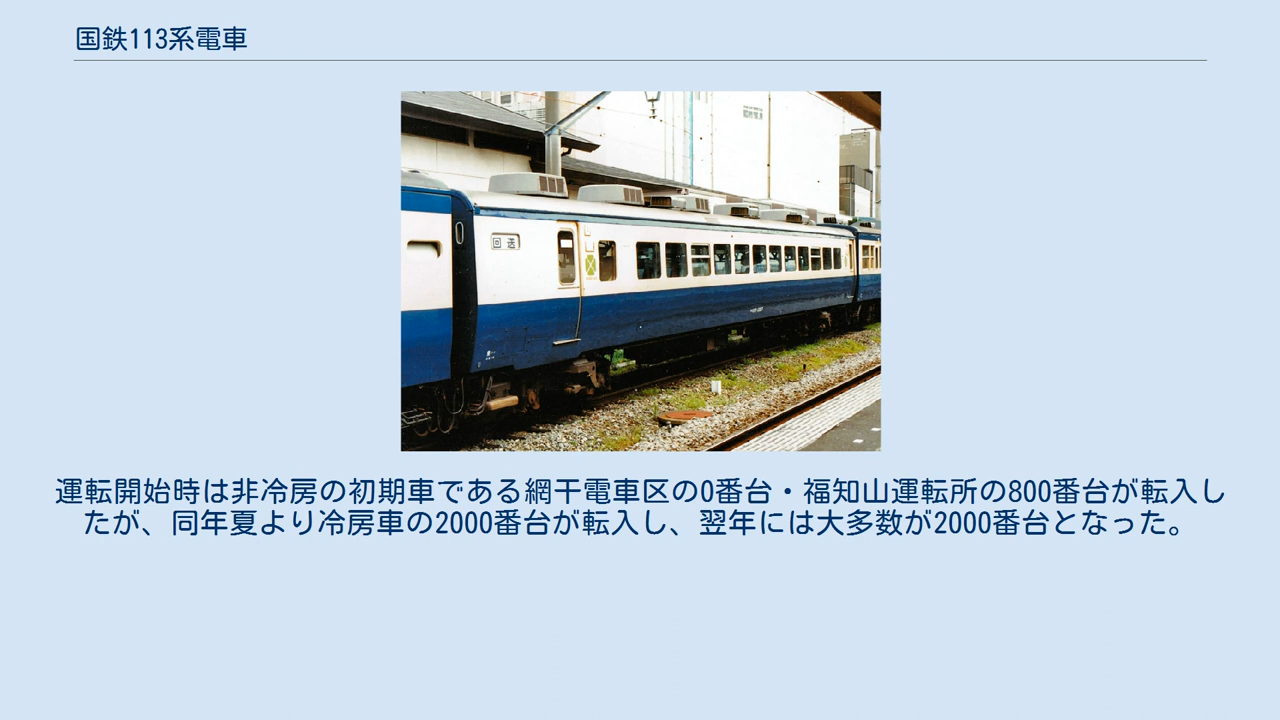 国鉄113系電車
回送
運転開始時は非冷房の初期車である網干電車区の0番台・福知山運転所の800番台が転入し
たが、同年夏より冷房車の2000番台が転入し、翌年には大多数が2000番台となった。